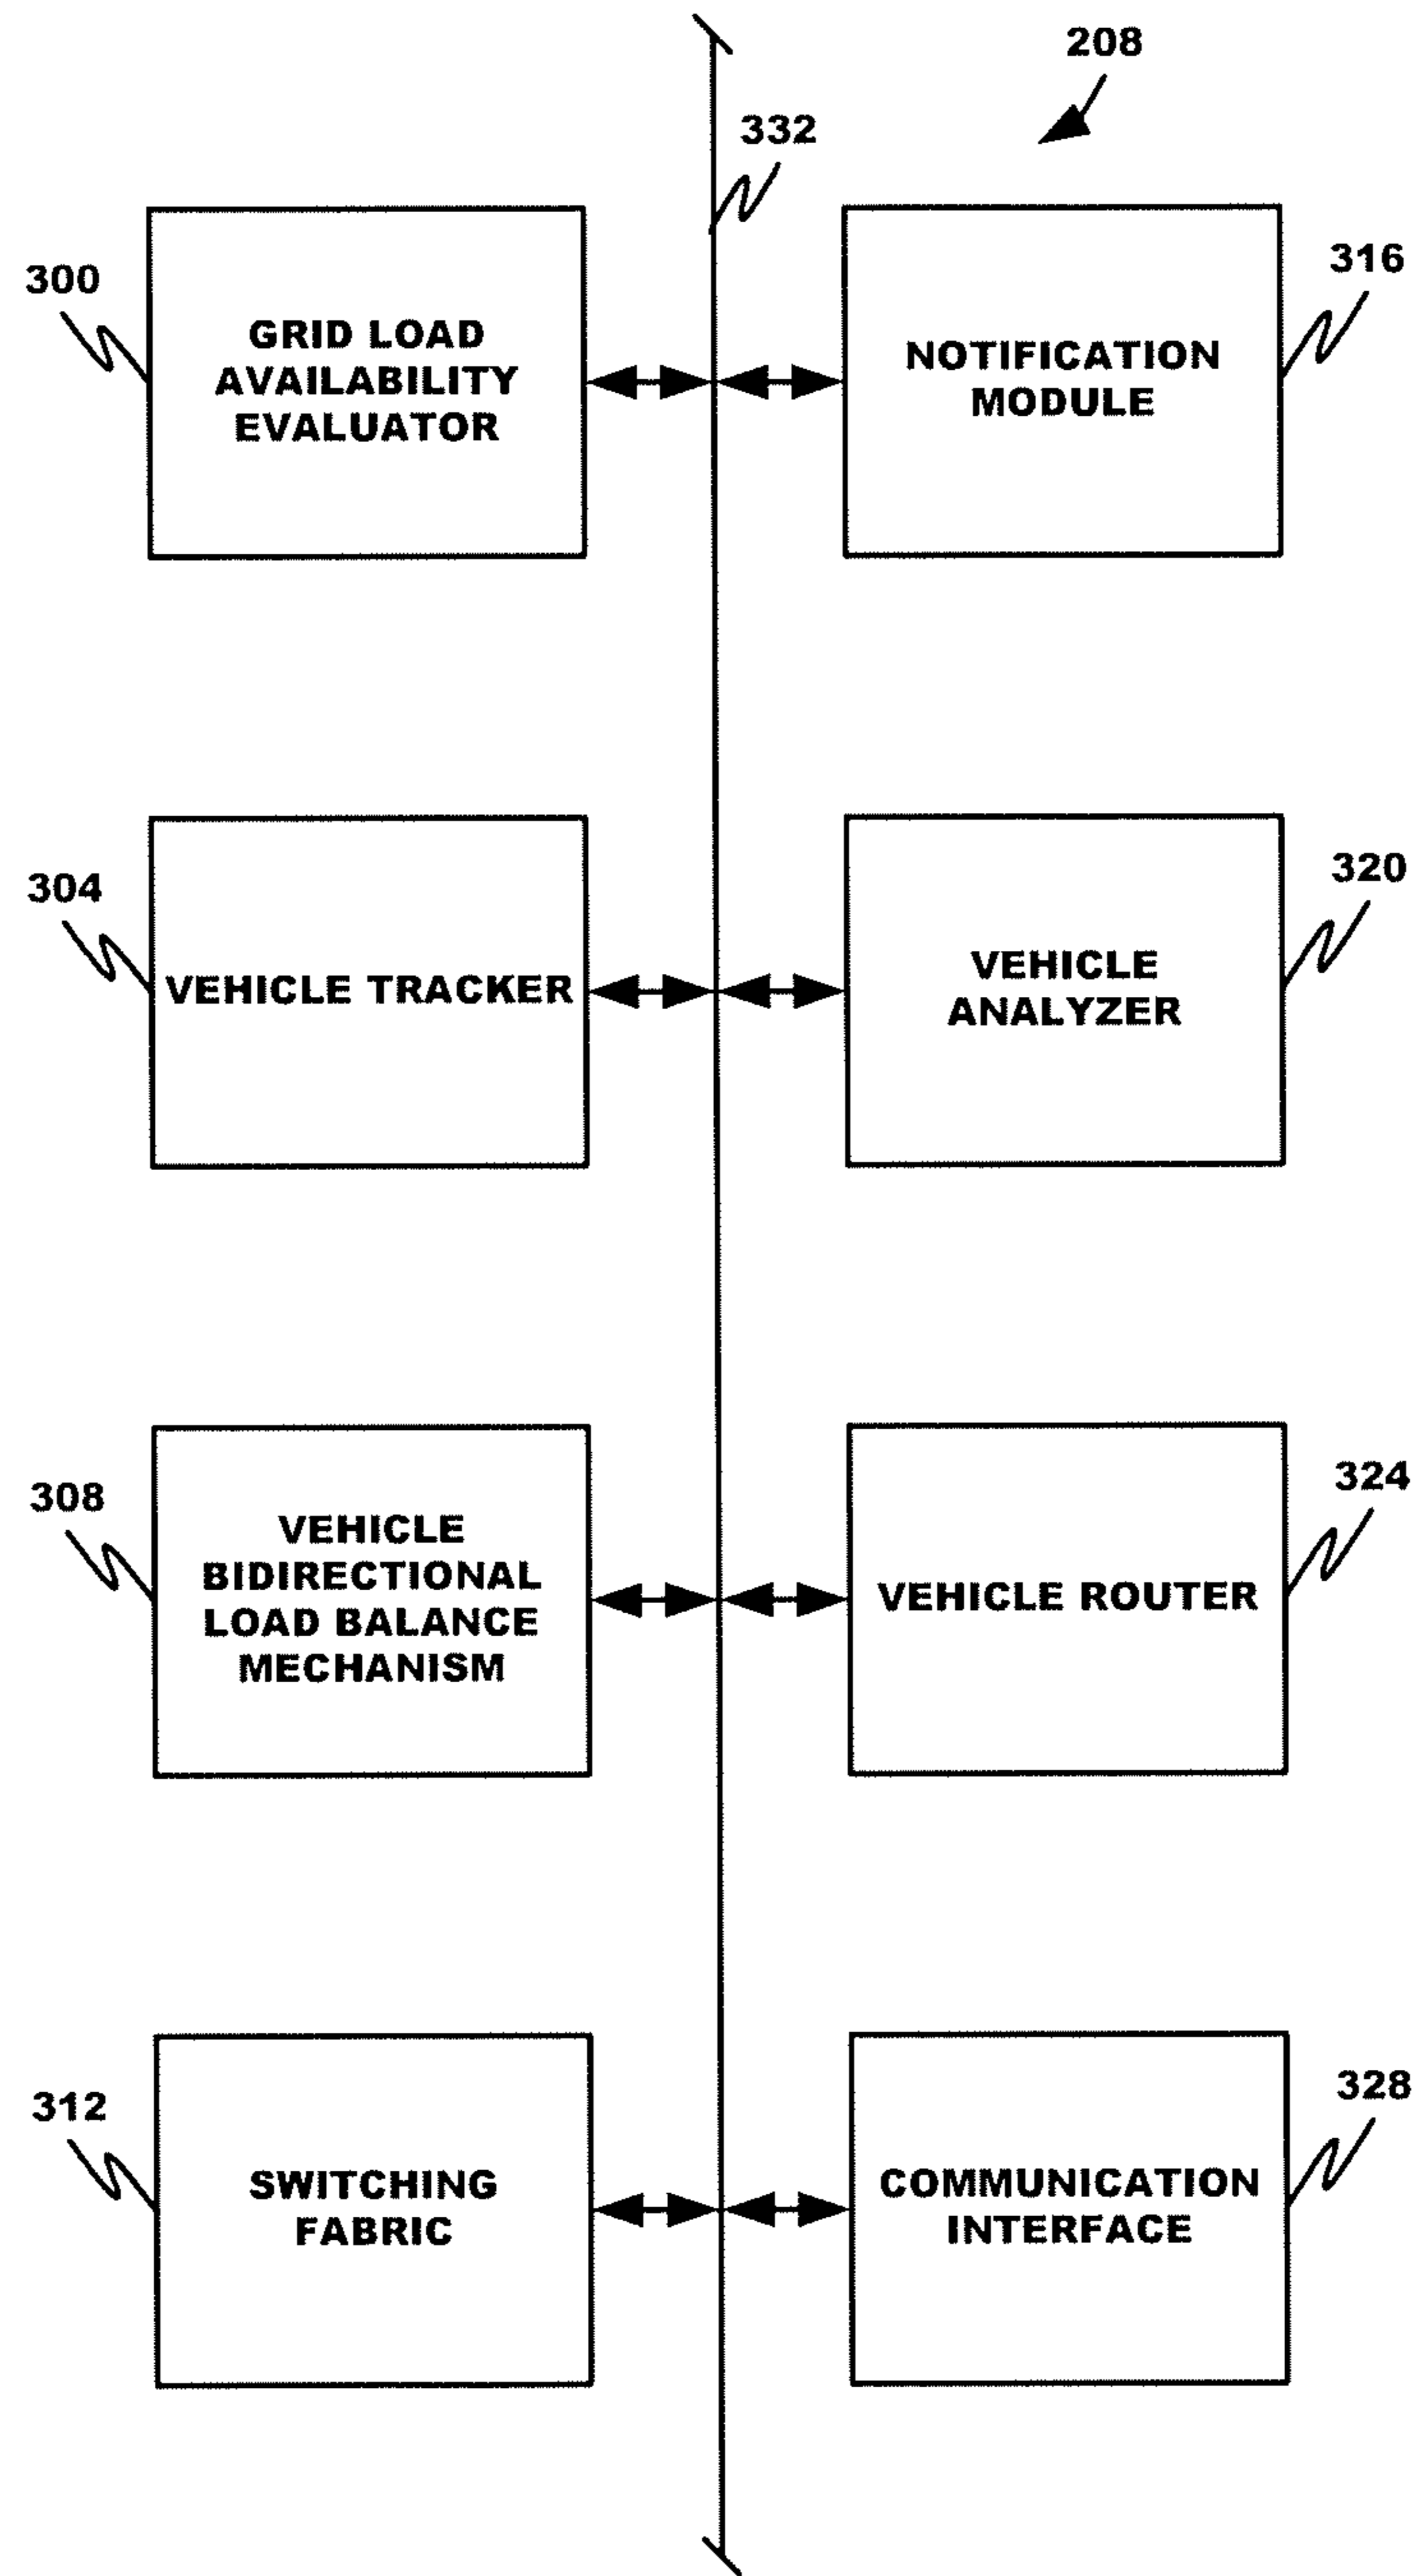 208
332
300
GRID LOAD
AVAILABILITY
EVALUATOR
316
NOTIFICATION
MODULE
304
VEHICLE TRACKER
320
VEHICLE
ANALYZER
308
VEHICLE
BIDIRECTIONAL
LOAD BALANCE
MECHANISM
324
VEHICLE ROUTER
312
SWITCHING
FABRIC
328
COMMUNICATION
INTERFACE